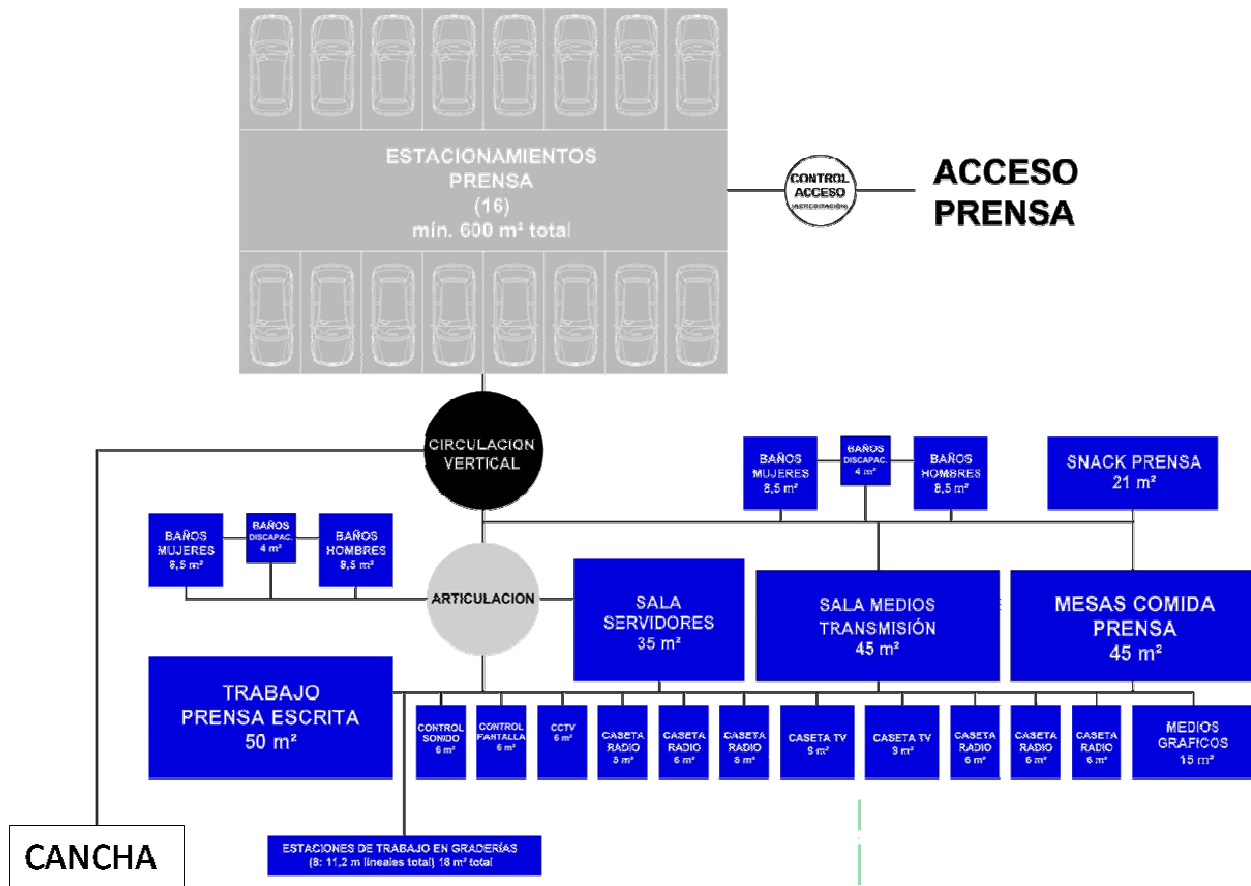 ESTACIONAMIENTOS
PRENSA
(16)
min. 600 m² total
CONTROL
ACCESO
(ACREDITACION)
ACCESO
PRENSA
CIRCULACION
VERTICAL
BAÑOS
MUJERES
8,5 m²
BAÑOS
DISCAPAC.
4 m²
BAÑOS
HOMBRES
8,5 m²
SNACK PRENSA
21 m²
BAÑOS
MUJERES
8,5 m²
BAÑOS
DISCAPAC.
4 m²
BAÑOS
HOMBRES
8,5 m²
ARTICULACION
SALA
SERVIDORES
35 m²
SALA MEDIOS
TRANSMISIÓN
45 m²
MESAS COMIDA
PRENSA
45 m²
TRABAJO
PRENSA ESCRITA
50 m²
CONTROL
SONIDO
6 m²
CONTROL
PANTALLA
6 m²
CCTV
6 m²
CASETA
RADIO
m²
CASETA
RADIO
6 m²
CASETA
RADIO
6 m²
CASETA TV
m²
CASETA TV
m²
CASETA
RADIO
6 m²
CASETA
RADIO
6 m²
CASETA
RADIO
6 m²
MEDIOS
GRAFICOS
15 m²
CANCHA
ESTACIONES DE TRABAJO EN GRADERÍAS
(8: 11,2 m lineales total) 18 m² total